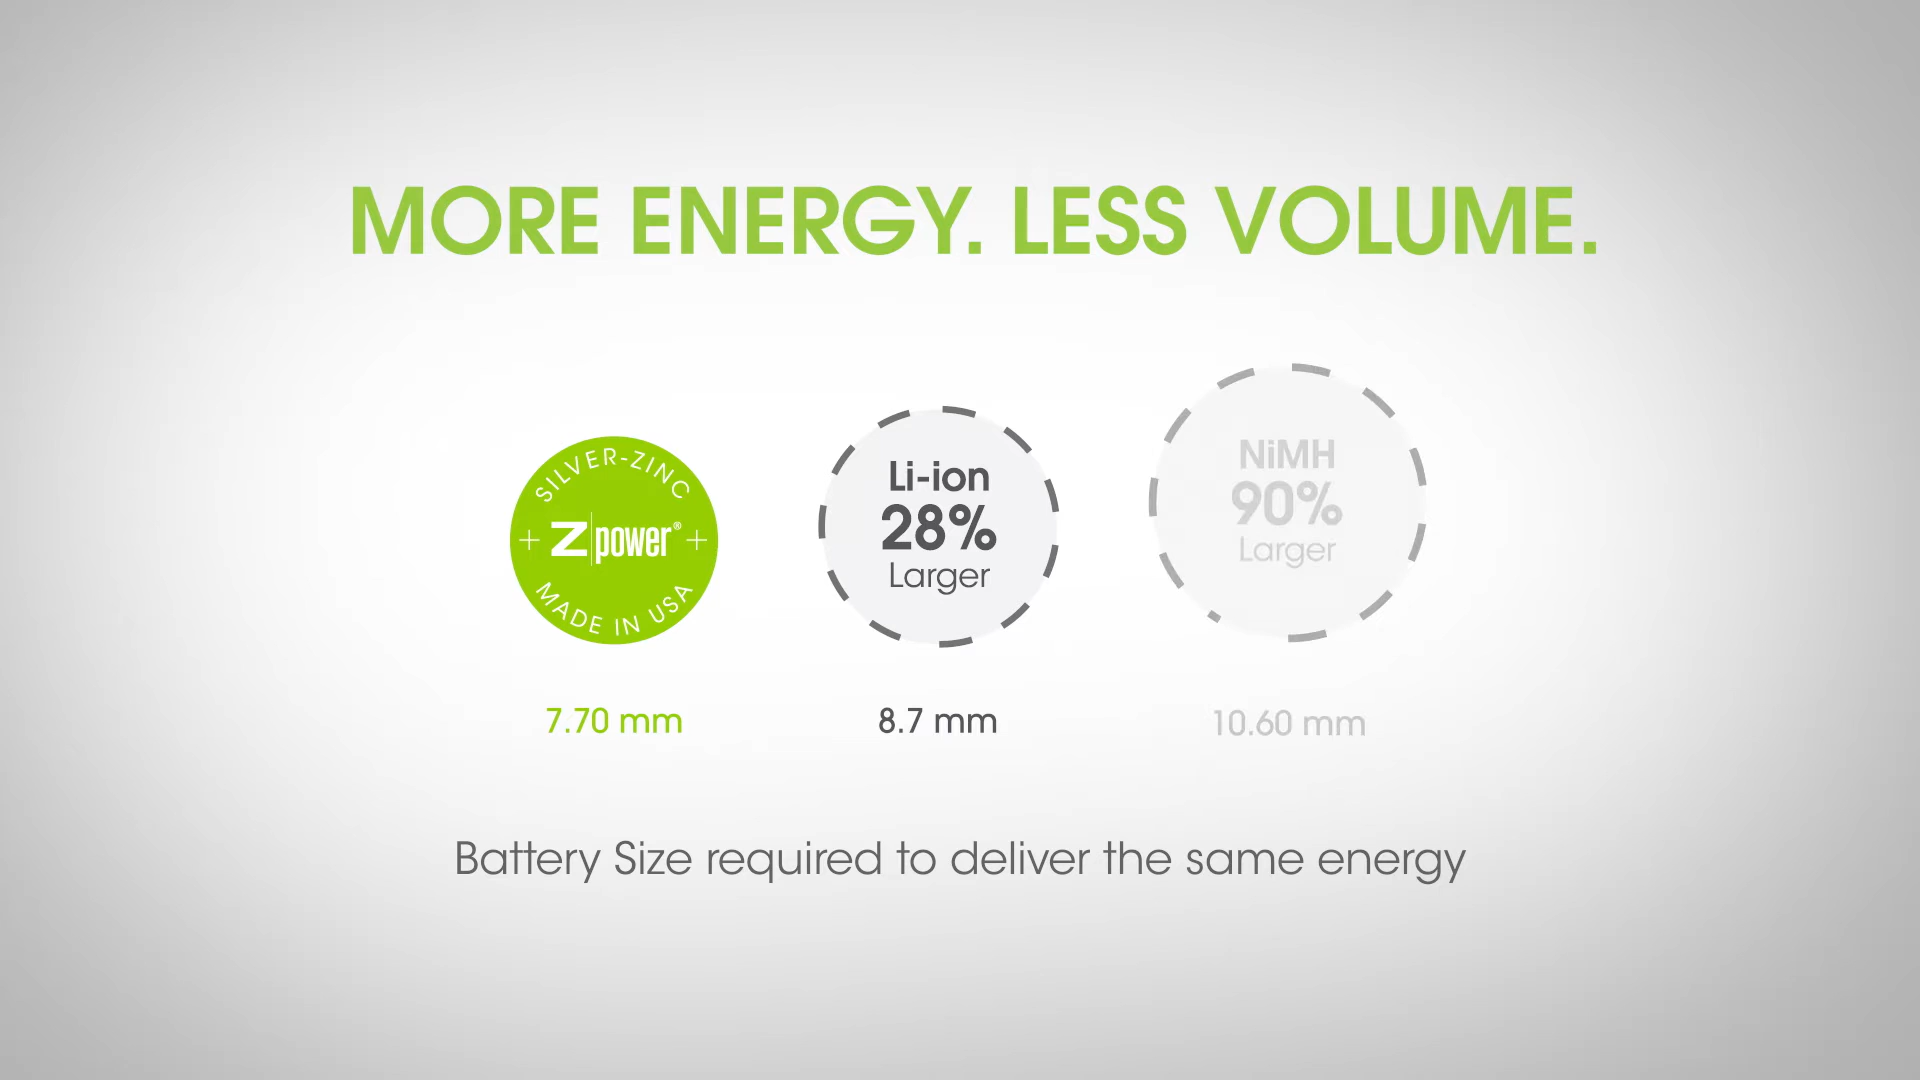 MORE ENERGY. LESS VOLUME.
SILVER-ZINC
+ Z|power® +
MADE IN USA
Li-ion
28%
Larger
NiMH
90%
Larger
7.70 mm
8.7 mm
10.60 mm
Battery Size required to deliver the same energy